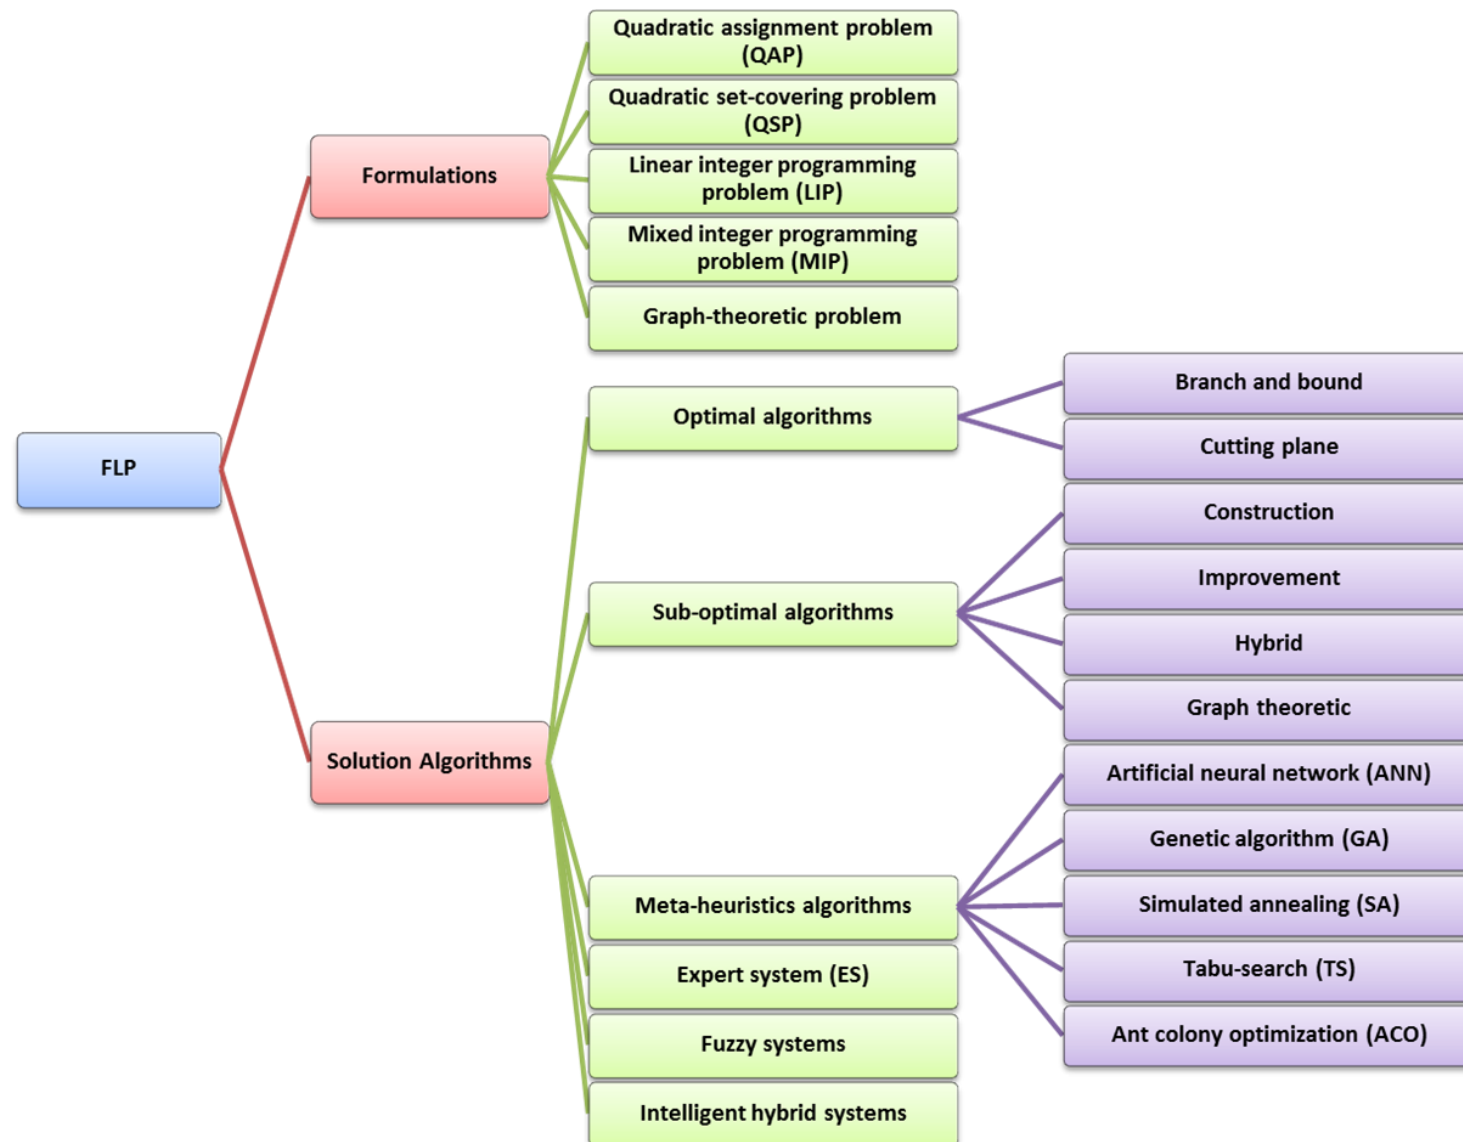 FLP
Formulations
Quadratic assignment problem
(QAP)
Quadratic set-covering problem
(QSP)
Linear integer programming
problem (LIP)
Mixed integer programming
problem (MIP)
Graph-theoretic problem
Solution Algorithms
Optimal algorithms
Branch and bound
Cutting plane
Sub-optimal algorithms
Construction
Improvement
Hybrid
Graph theoretic
Meta-heuristics algorithms
Artificial neural network (ANN)
Genetic algorithm (GA)
Simulated annealing (SA)
Tabu-search (TS)
Ant colony optimization (ACO)
Expert system (ES)
Fuzzy systems
Intelligent hybrid systems